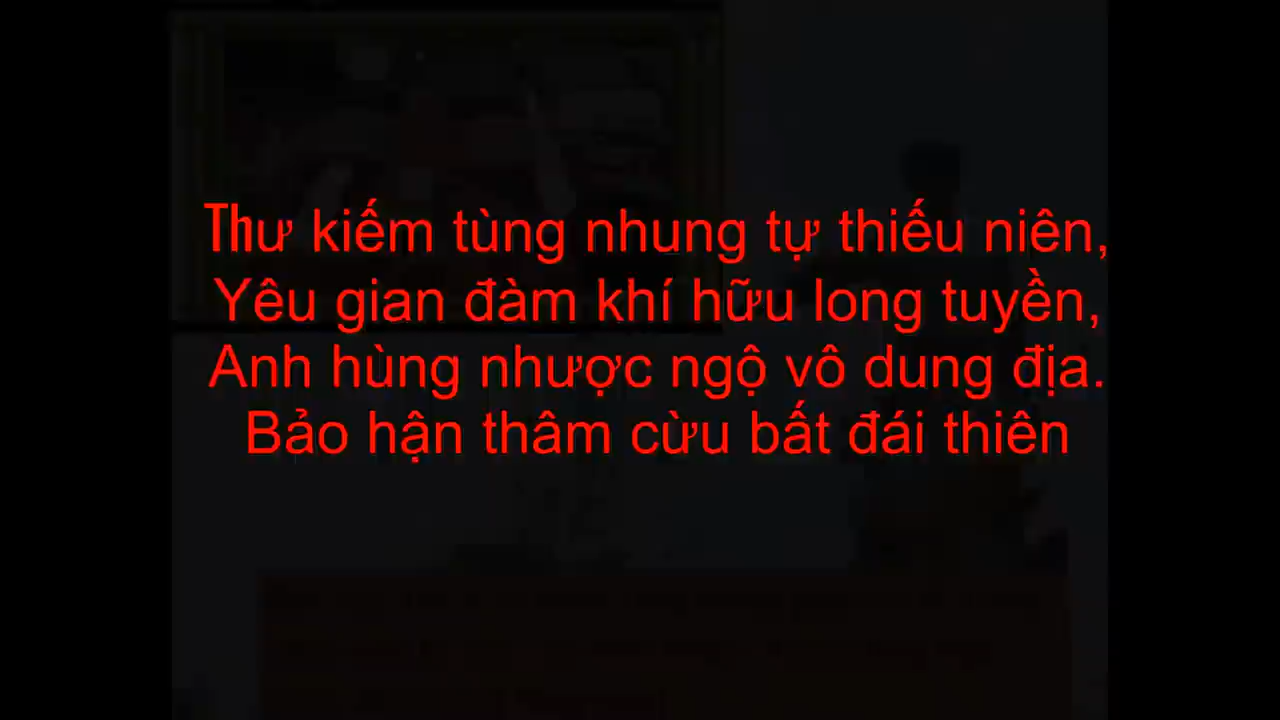 Thư kiếm tùng nhung tự thiếu niên,
Yêu gian đàm khí hữu long tuyền,
Anh hùng nhược ngộ vô dung địa.
Bảo hận thâm cừu bất đái thiên